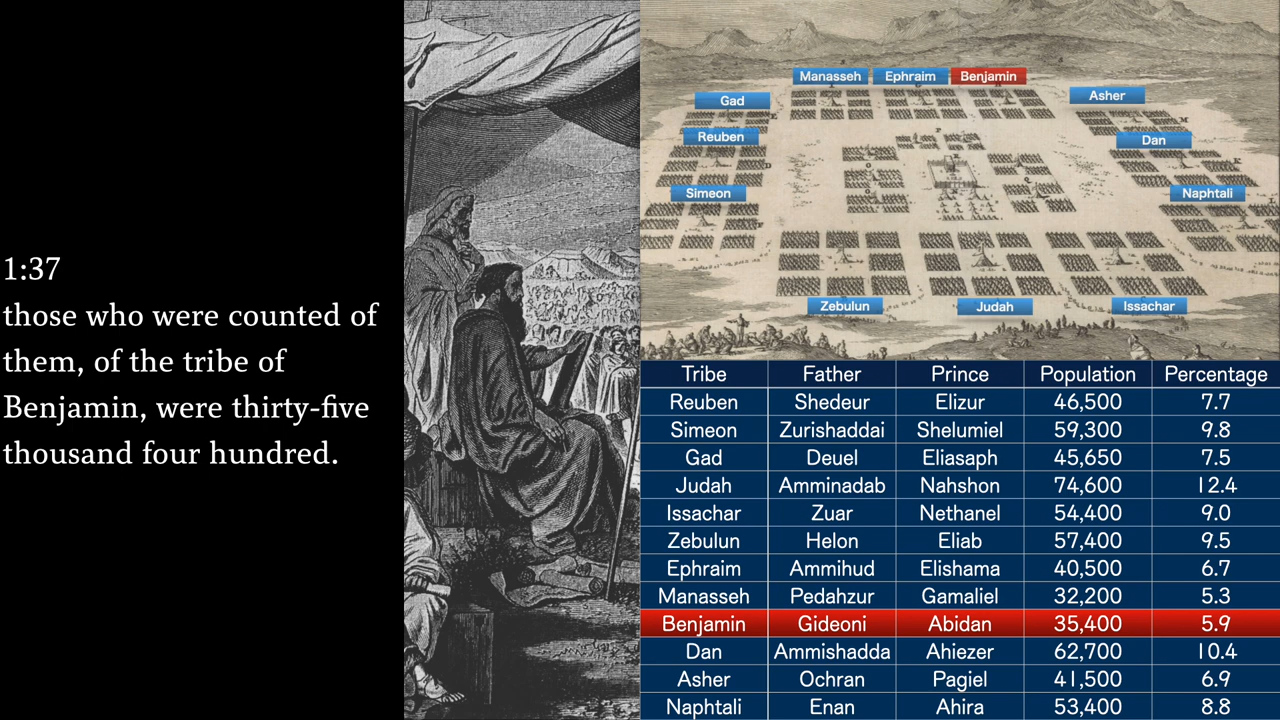 1:37
those who were counted of
them, of the tribe of
Benjamin, were thirty-five
thousand four hundred.
Manasseh Ephraim Benjamin
Gad Asher
Reuben Dan
Simeon Naphtali
Zebulun Judah Issachar
Tribe Father Prince Population Percentage
Reuben Shedeur Elizur 46,500 7.7
Simeon Zurishaddai Shelumiel 59,300 9.8
Gad Deuel Eliasaph 45,650 7.5
Judah Amminadab Nahshon 74,600 12.4
Issachar Zuar Nethanel 54,400 9.0
Zebulun Helon Eliab 57,400 9.5
Ephraim Ammihud Elishama 40,500 6.7
Manasseh Pedahzur Gamaliel 32,200 5.3
Benjamin Gideoni Abidan 35,400 5.9
Dan Ammishadda Ahiezer 62,700 10.4
Asher Ochran Pagiel 41,500 6.9
Naphtali Enan Ahira 53,400 8.8